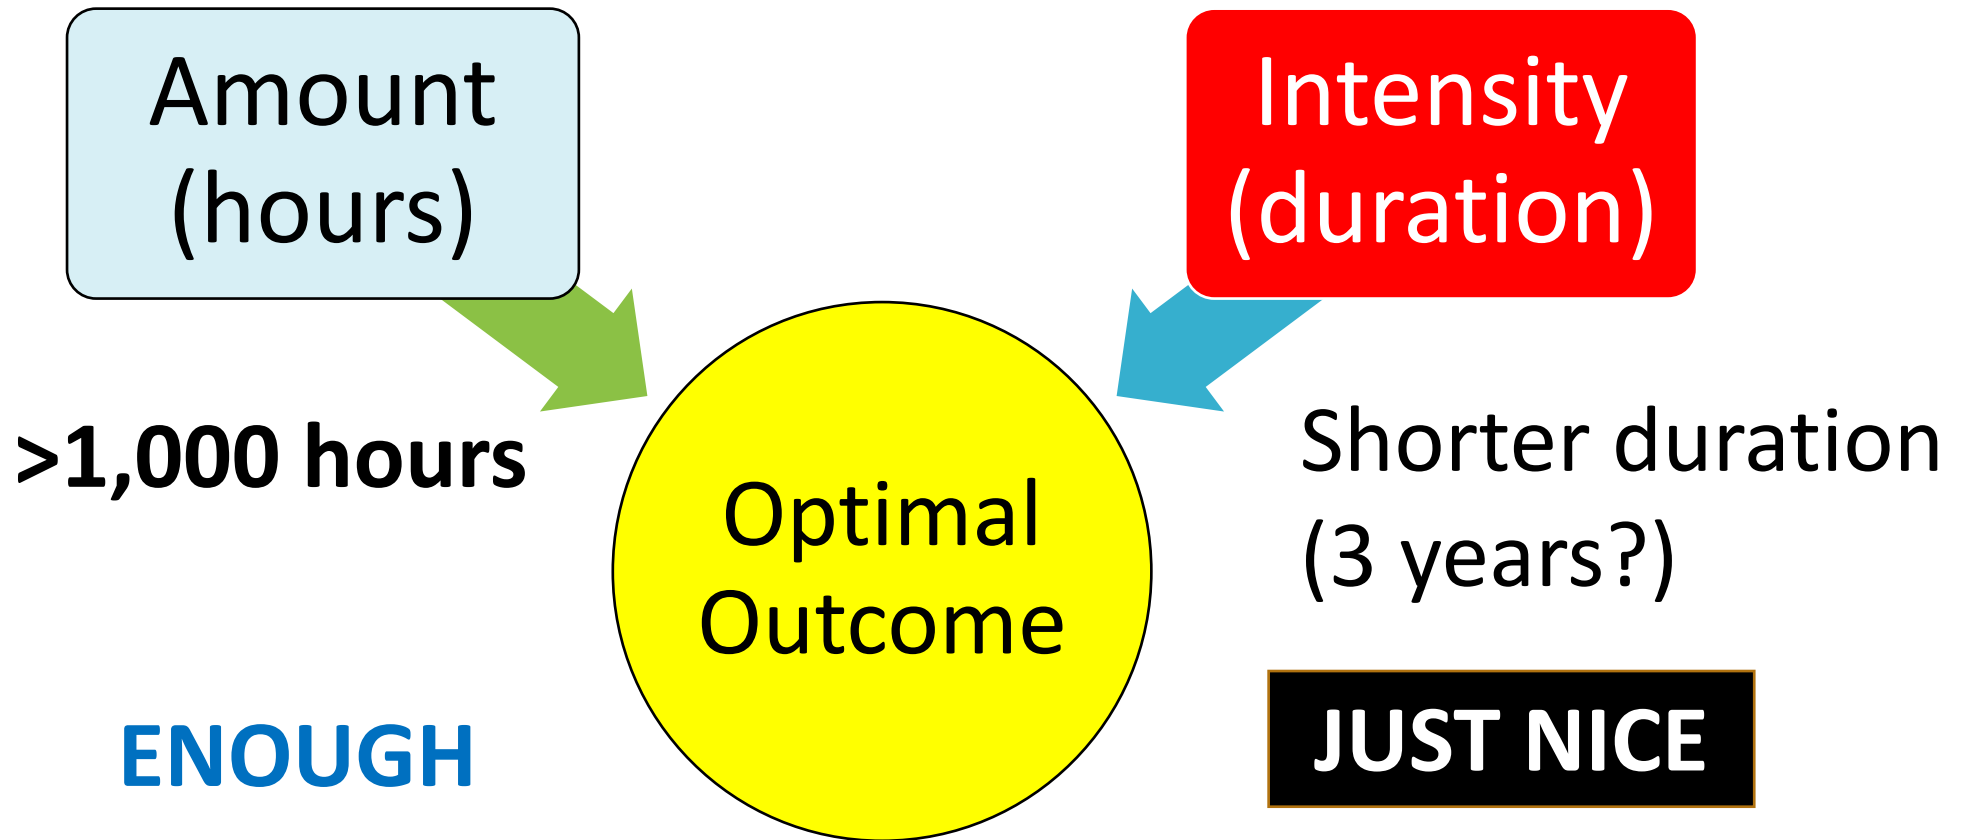 Amount
(hours)
Intensity
(duration)
>1,000 hours
Optimal
Outcome
Shorter duration
(3 years?)
ENOUGH
JUST NICE